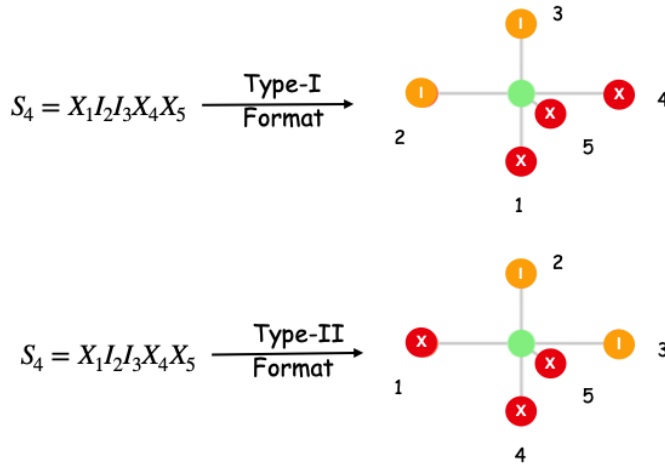 3
I
S₄ = X₁I₂I₃X₄X₅ Type-I Format
I X 4
X
2 5
X
1
I 2
S₄ = X₁I₂I₃X₄X₅ Type-II Format
X I 3
X
1 5
X
4